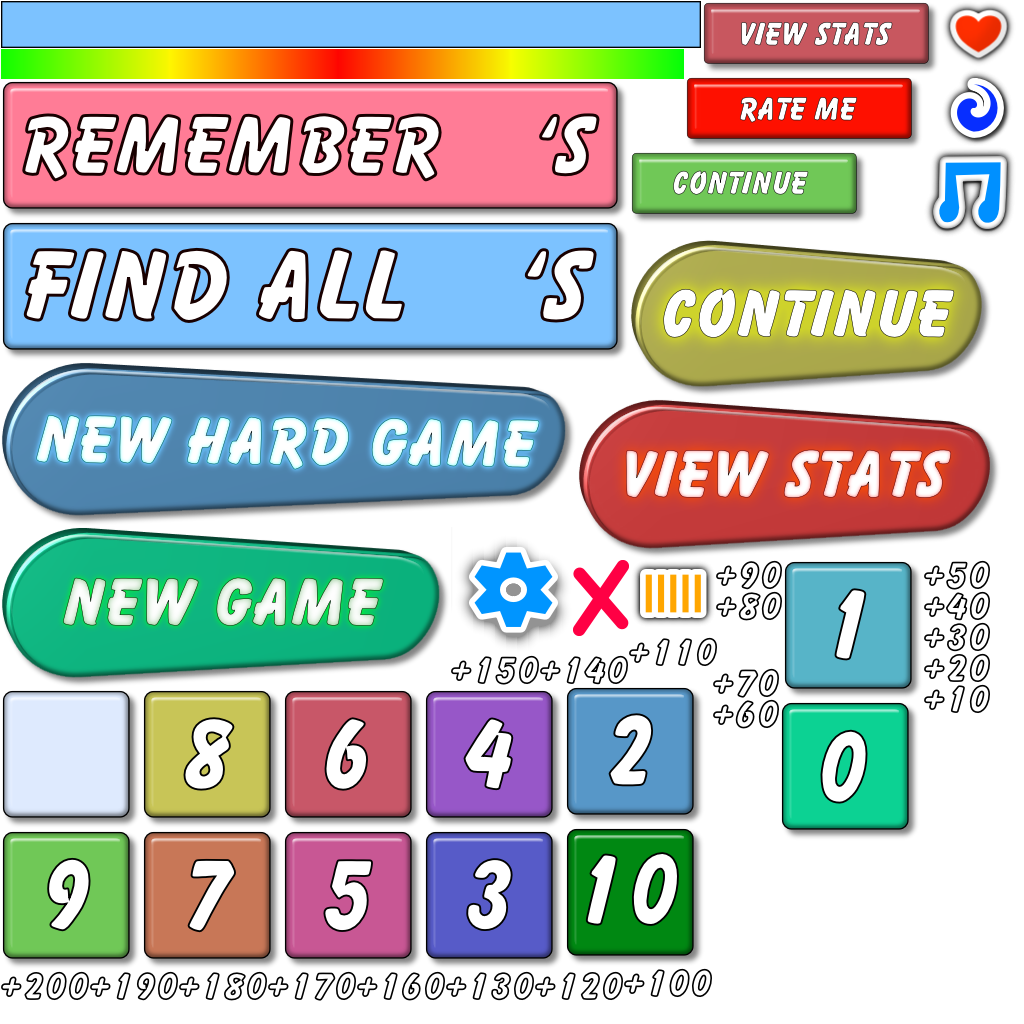 VIEW STATS
RATE ME
REMEMBER 'S
CONTINUE
FIND ALL 'S
CONTINUE
NEW HARD GAME
VIEW STATS
NEW GAME
+90
+80
1
+50
+40
+30
+20
+10
+150+140+110
+70
+60
8
6
4
2
0
9
7
5
3
10
+200+190+180+170+160+130+120+100